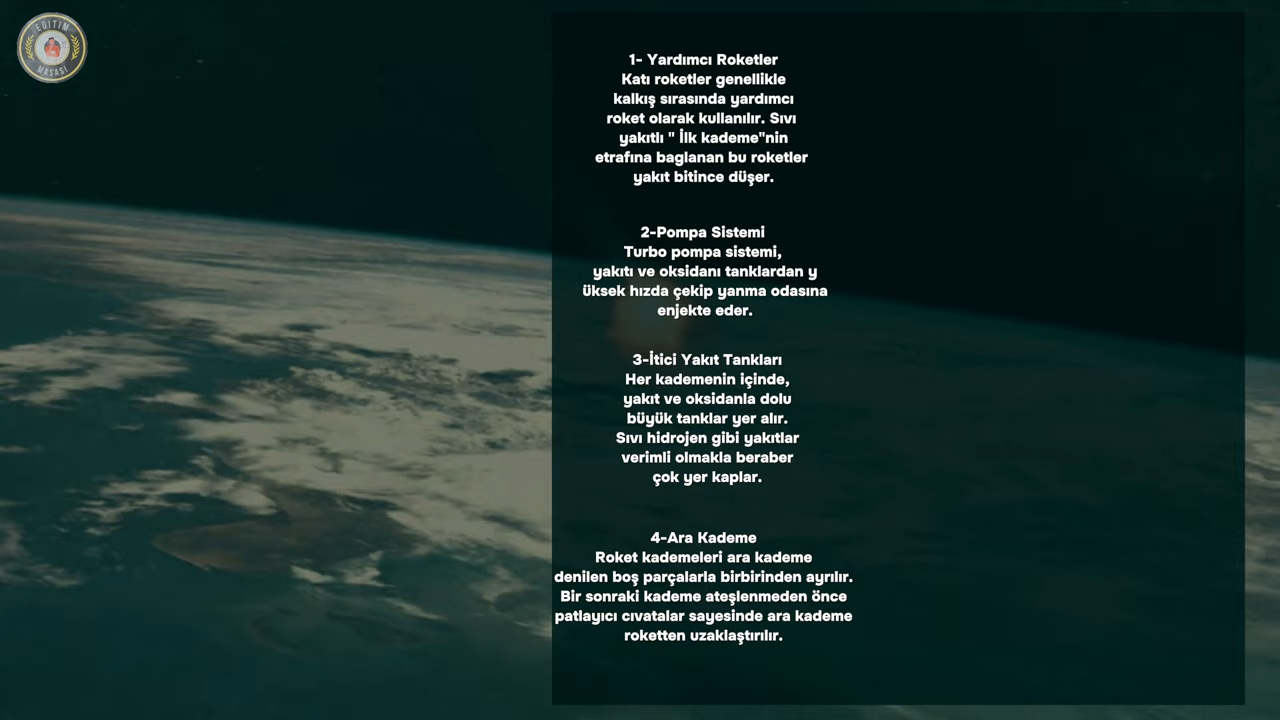 EĞİTİM
MASASI
1- Yardımcı Roketler
Katı roketler genellikle
kalkış sırasında yardımcı
roket olarak kullanılır. Sıvı
yakıtlı " İlk kademe"nin
etrafına baglanan bu roketler
yakıt bitince düşer.
2-Pompa Sistemi
Turbo pompa sistemi,
yakıtı ve oksidanı tanklardan y
üksek hızda çekip yanma odasına
enjekte eder.
3-İtici Yakıt Tankları
Her kademenin içinde,
yakıt ve oksidanla dolu
büyük tanklar yer alır.
Sıvı hidrojen gibi yakıtlar
verimli olmakla beraber
çok yer kaplar.
4-Ara Kademe
Roket kademeleri ara kademe
denilen boş parçalarla birbirinden ayrılır.
Bir sonraki kademe ateşlenmeden önce
patlayıcı cıvatalar sayesinde ara kademe
roketten uzaklaştırılır.